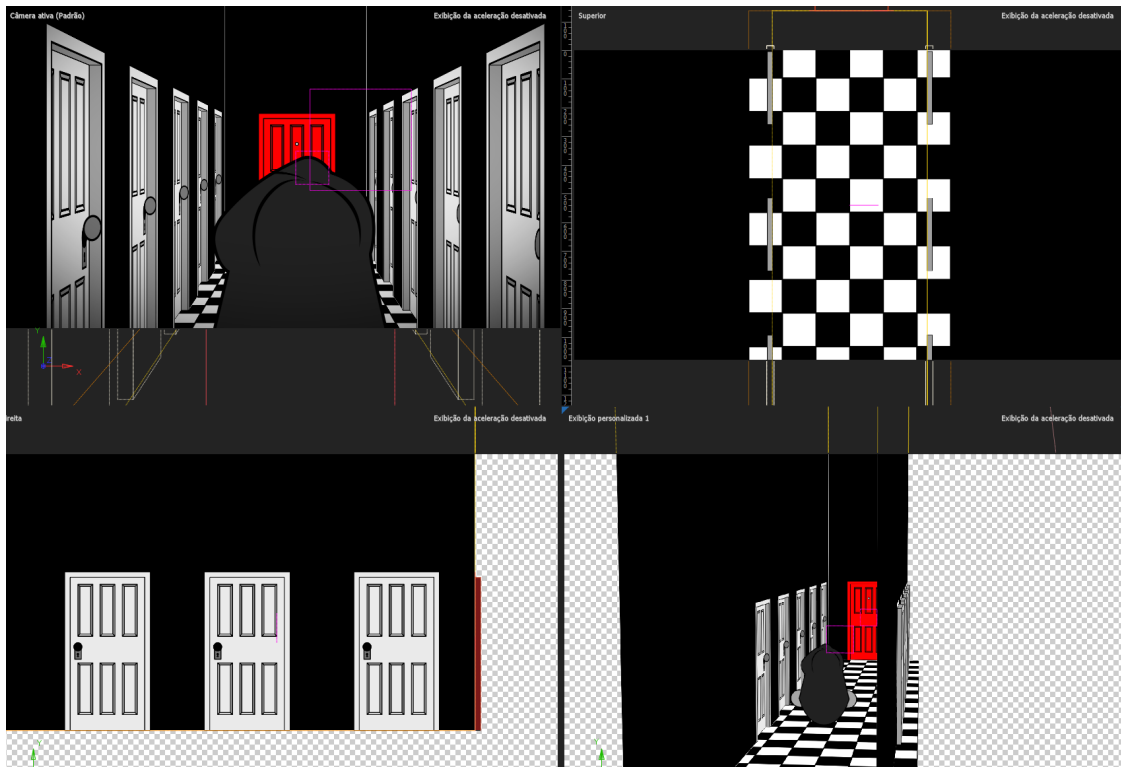 Câmera ativa (Padrão)
Exibição da aceleração desativada
Superior
Exibição da aceleração desativada
Y
X
reita
Exibição da aceleração desativada
Exibição personalizada 1
Exibição da aceleração desativada